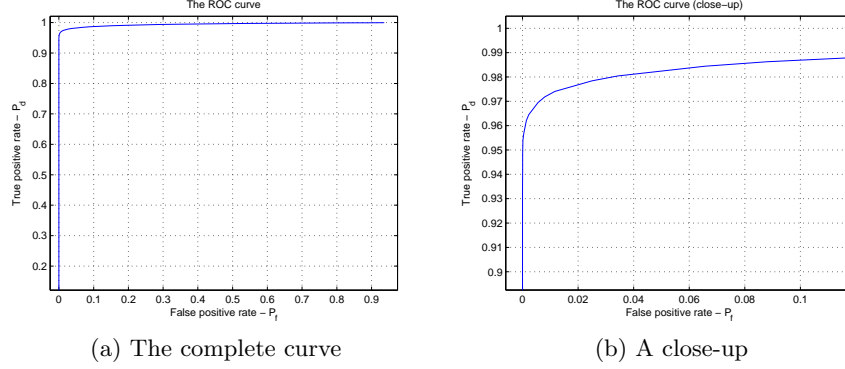 The ROC curve
1
0.9
0.8
0.7
0.6
0.5
0.4
0.3
0.2
True positive rate − P_d
0 0.1 0.2 0.3 0.4 0.5 0.6 0.7 0.8 0.9
False positive rate − P_f
(a) The complete curve
The ROC curve (close−up)
1
0.99
0.98
0.97
0.96
0.95
0.94
0.93
0.92
0.91
0.9
True positive rate − P_d
0 0.02 0.04 0.06 0.08 0.1
False positive rate − P_f
(b) A close-up